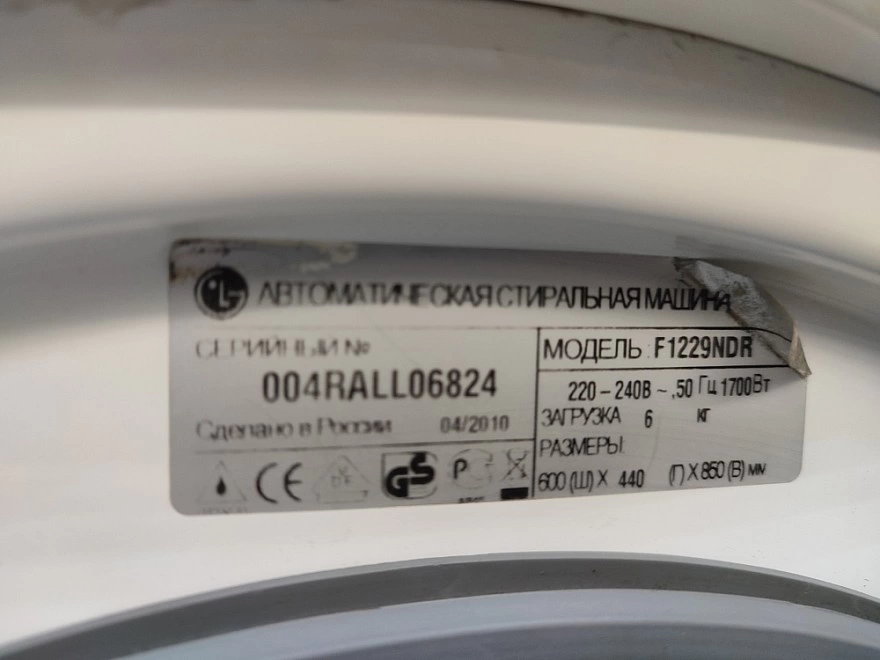 LG АВТОМАТИЧЕСКАЯ СТИРАЛЬНАЯ МАШИНА
СЕРИЙНЫЙ №
004RALL06824
Сделано в России 04/2010
МОДЕЛЬ: F1229NDR
220-240В ~, 50 Гц 1700Вт
ЗАГРУЗКА 6 кг
РАЗМЕРЫ:
600 (Ш) X 440 (Г) X 850 (В) мм
CE GS P